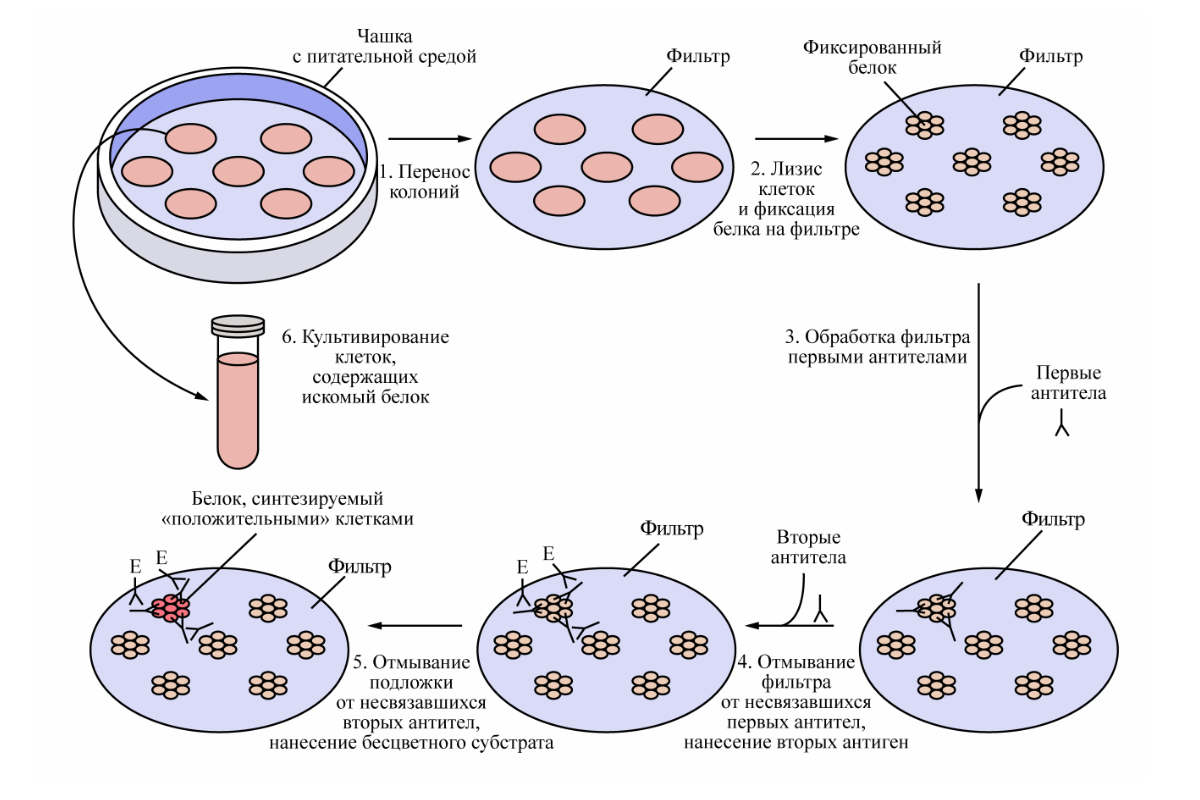 Чашка
с питательной средой
Фильтр
Фиксированный
белок
Фильтр
1. Перенос
колоний
2. Лизис
клеток
и фиксация
белка на фильтре
3. Обработка фильтра
первыми антителами
Первые
антитела
6. Культивирование
клеток,
содержащих
искомый белок
Белок, синтезируемый
«положительными» клетками
E
E
Фильтр
5. Отмывание
подложки
от несвязавшихся
вторых антител,
нанесение бесцветного субстрата
E
E
Фильтр
Вторые
антитела
4. Отмывание
фильтра
от несвязавшихся
первых антител,
нанесение вторых антиген
Фильтр